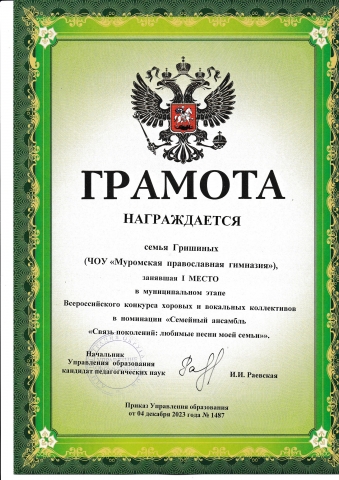 ГРАМОТА
НАГРАЖДАЕТСЯ
семья Гришиных
(ЧОУ «Муромская православная гимназия»),
занявшая I МЕСТО
в муниципальном этапе
Всероссийского конкурса хоровых и вокальных коллективов
в номинации «Семейный ансамбль
«Связь поколений: любимые песни моей семьи»».
Начальник
Управления образования
кандидат педагогических наук
И.И. Раевская
Приказ Управления образования
от 04 декабря 2023 года № 1487